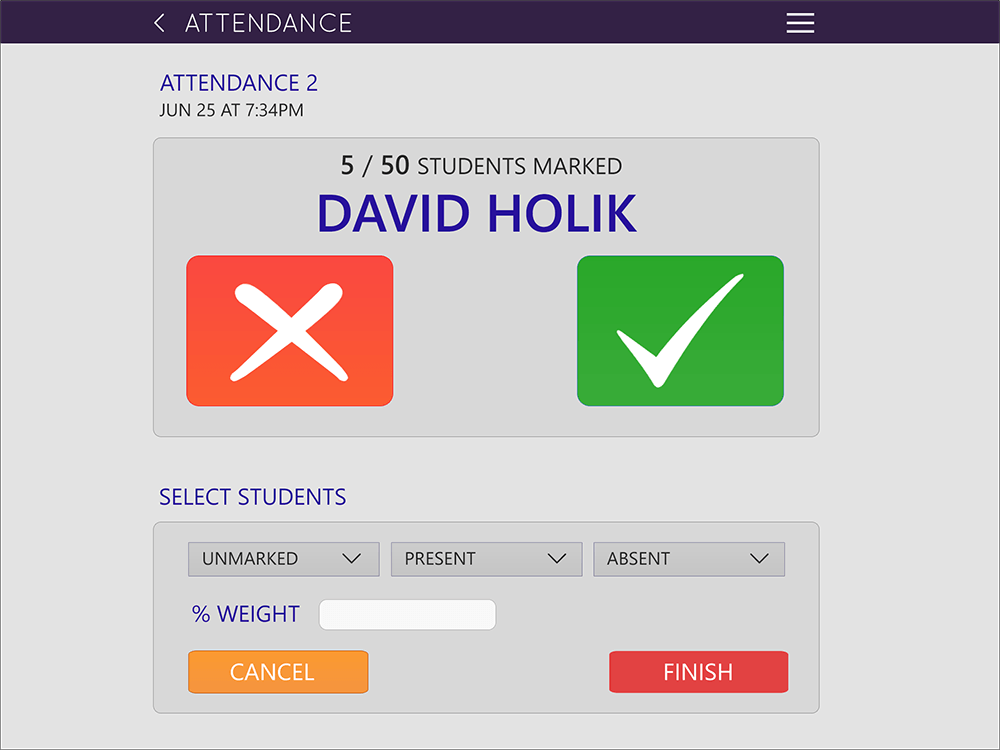 ATTENDANCE
ATTENDANCE 2
JUN 25 AT 7:34PM
5 / 50 STUDENTS MARKED
DAVID HOLIK
SELECT STUDENTS
UNMARKED PRESENT ABSENT
% WEIGHT
CANCEL FINISH